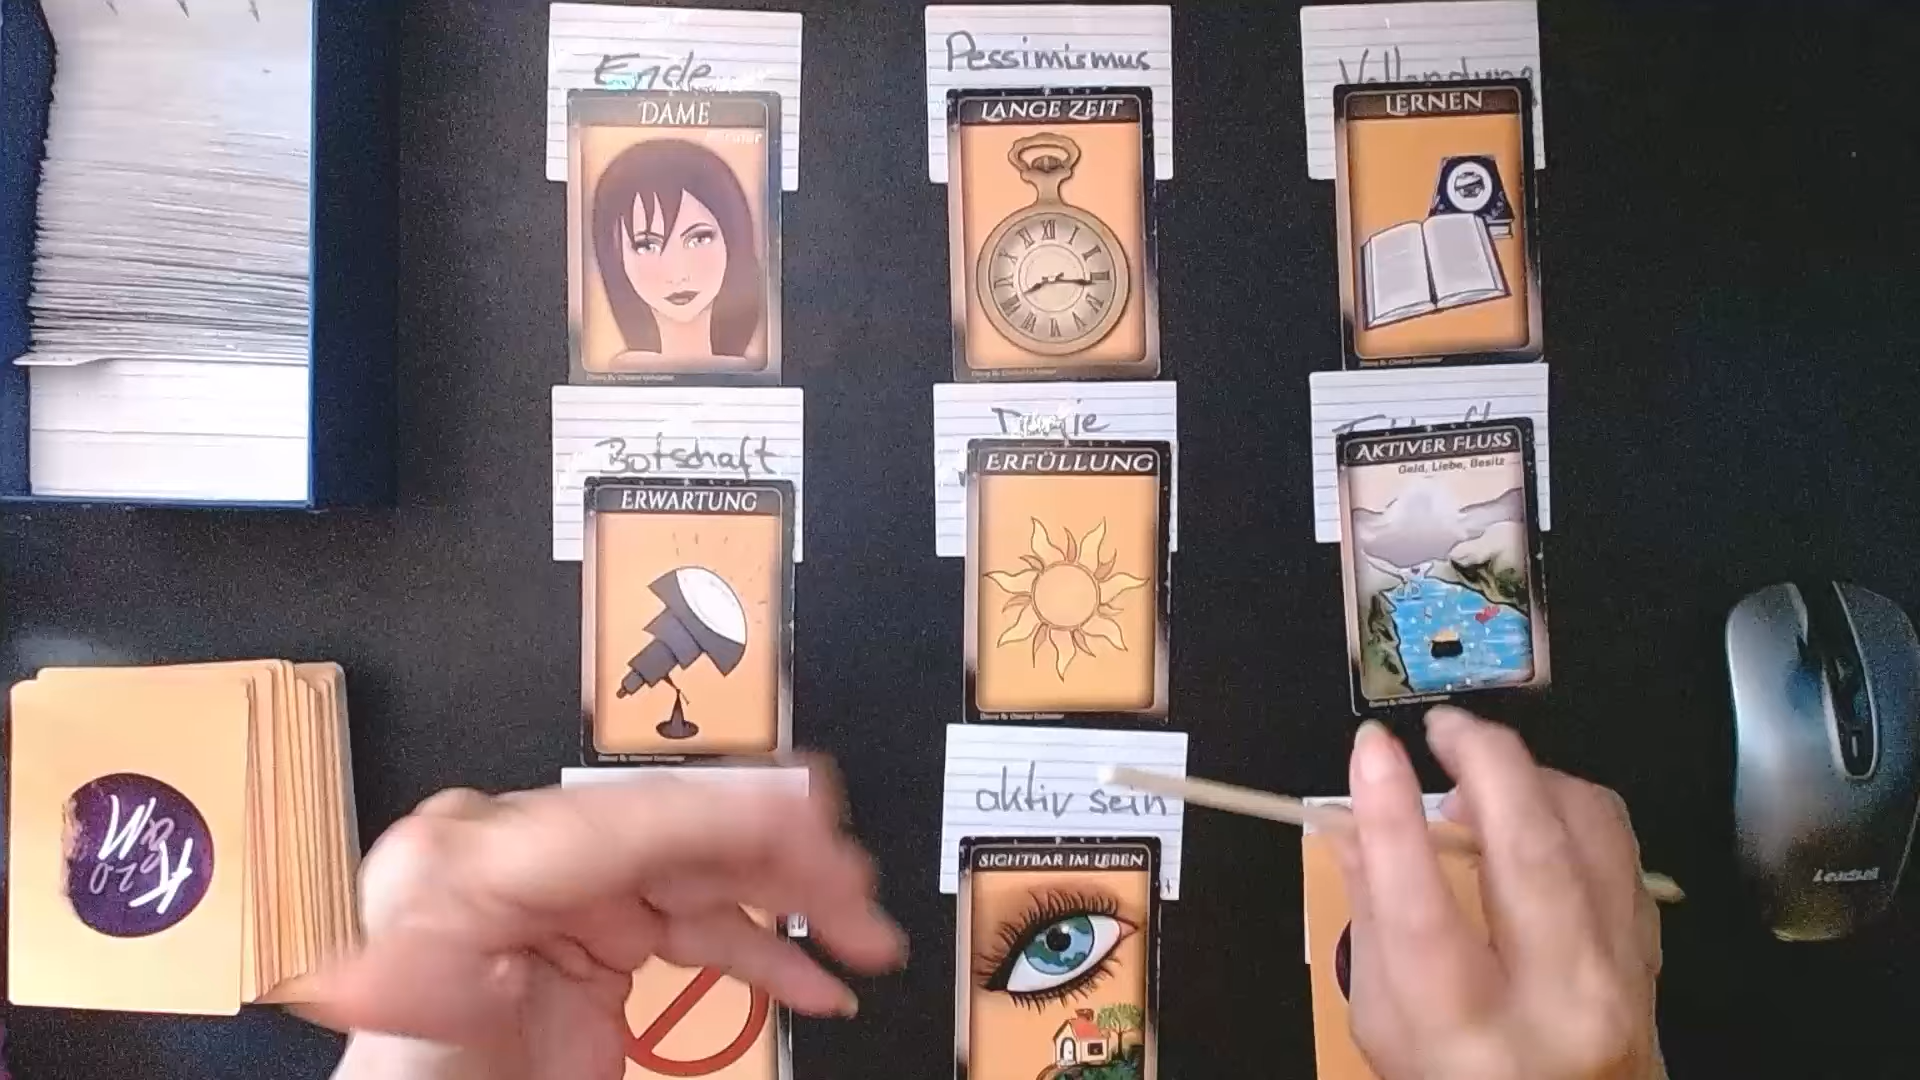 Ende
DAME
Pessimismus
LANGE ZEIT
Vollendung
LERNEN
Botschaft
ERWARTUNG
ERFÜLLUNG
AKTIVER FLUSS
Geld, Liebe, Besitz
aktiv sein
SICHTBAR IM LEBEN